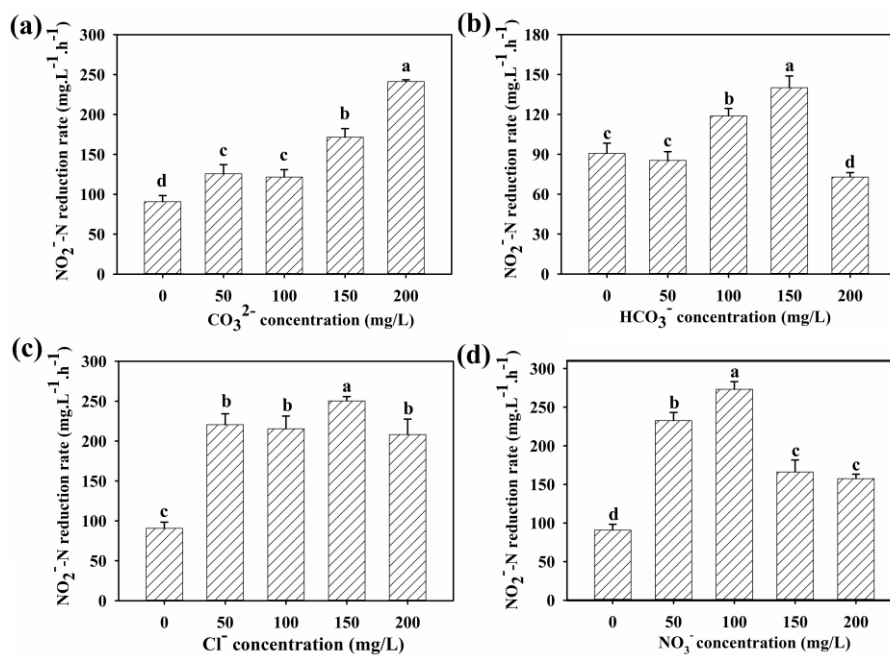 (a)
NO₂⁻-N reduction rate (mg.L⁻¹.h⁻¹)
300
250
200
150
100
50
0
d
c
c
b
a
0 50 100 150 200
CO₃²⁻ concentration (mg/L)
(b)
NO₂⁻-N reduction rate (mg.L⁻¹.h⁻¹)
180
150
120
90
60
30
0
c
c
b
a
d
0 50 100 150 200
HCO₃⁻ concentration (mg/L)
(c)
NO₂⁻-N reduction rate (mg.L⁻¹.h⁻¹)
300
250
200
150
100
50
0
c
b
b
a
b
0 50 100 150 200
Cl⁻ concentration (mg/L)
(d)
NO₂⁻-N reduction rate (mg.L⁻¹.h⁻¹)
300
250
200
150
100
50
0
d
b
a
c
c
0 50 100 150 200
NO₃⁻ concentration (mg/L)